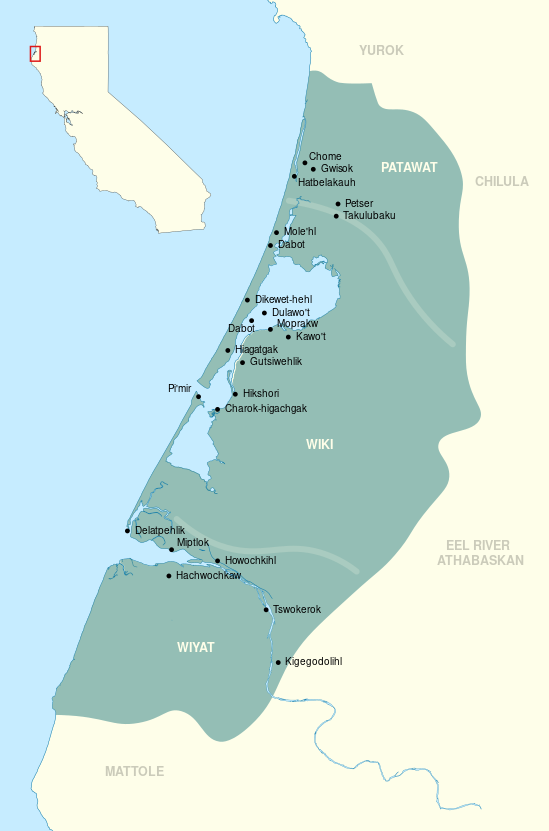 YUROK
Chome
Gwisok
PATAWAT
Hatbelakauh
CHILULA
Petser
Takulubaku
Mole'hl
Dabot
Dikewet-hehl
Dulawo't
Moprakw
Dabot
Kawo't
Hiagatgak
Gutsiwehlik
Pi'mir
Hikshori
Charok-higachgak
WIKI
Delatpehlik
Miptlok
EEL RIVER
ATHABASKAN
Howochkihl
Hachwochkaw
Tswokerok
WIYAT
Kigegodolihl
MATTOLE